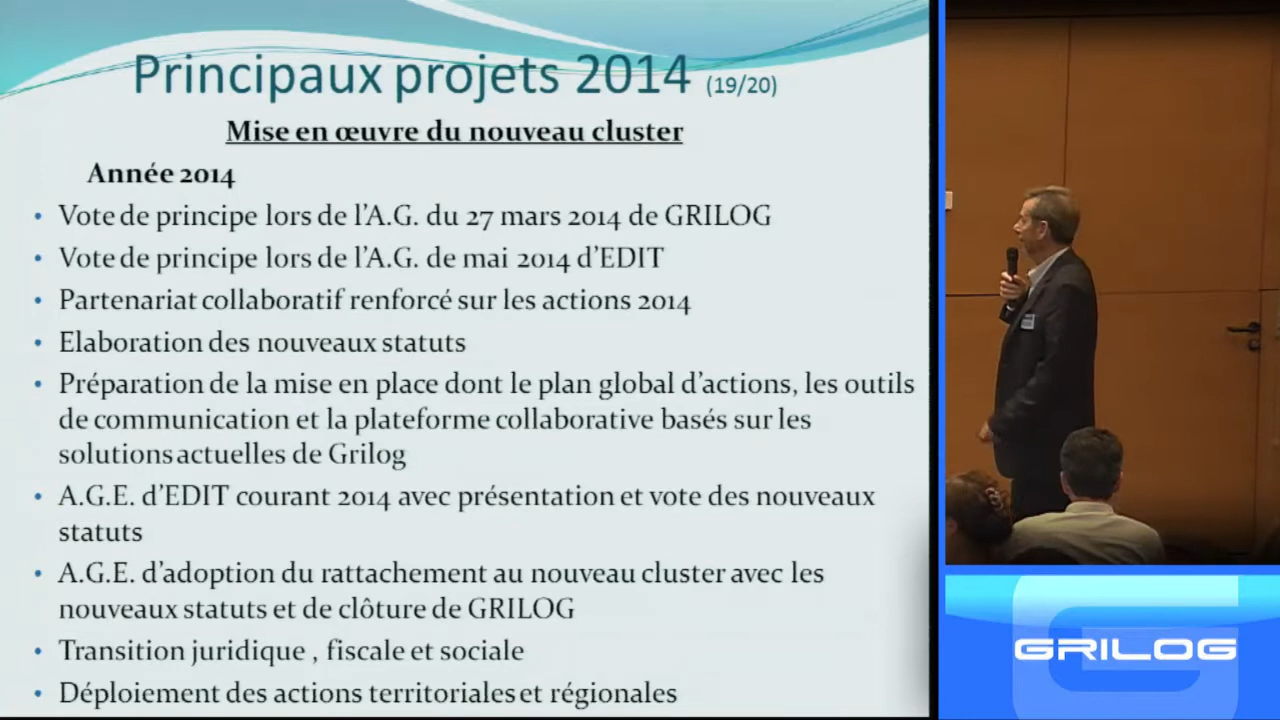 Principaux projets 2014 (19/20)
Mise en œuvre du nouveau cluster
Année 2014
• Vote de principe lors de l'A.G. du 27 mars 2014 de GRILOG
• Vote de principe lors de l'A.G. de mai 2014 d'EDIT
• Partenariat collaboratif renforcé sur les actions 2014
• Elaboration des nouveaux statuts
• Préparation de la mise en place dont le plan global d'actions, les outils
de communication et la plateforme collaborative basés sur les
solutions actuelles de Grilog
• A.G.E. d'EDIT courant 2014 avec présentation et vote des nouveaux
statuts
• A.G.E. d'adoption du rattachement au nouveau cluster avec les
nouveaux statuts et de clôture de GRILOG
• Transition juridique , fiscale et sociale
• Déploiement des actions territoriales et régionales
GRILOG